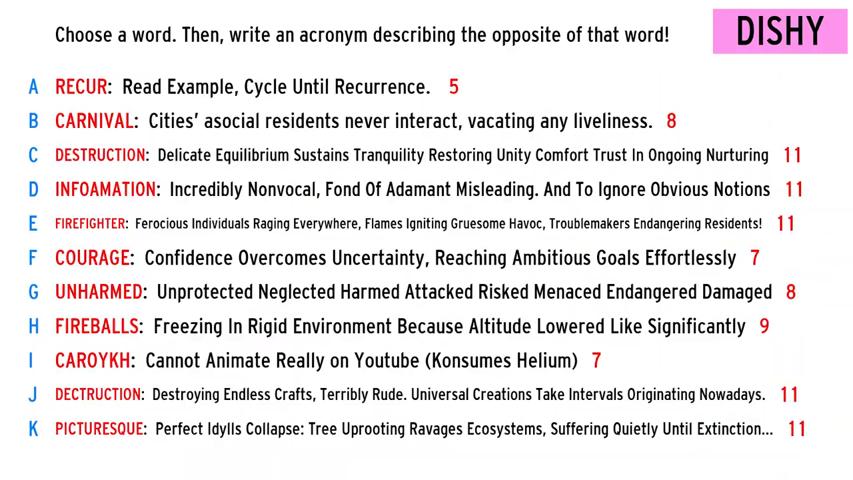 Choose a word. Then, write an acronym describing the opposite of that word!
DISHY
A RECUR: Read Example, Cycle Until Recurrence. 5
B CARNIVAL: Cities' asocial residents never interact, vacating any liveliness. 8
C DESTRUCTION: Delicate Equilibrium Sustains Tranquility Restoring Unity Comfort Trust In Ongoing Nurturing 11
D INFOAMATION: Incredibly Nonvocal, Fond Of Adamant Misleading. And To Ignore Obvious Notions 11
E FIREFIGHTER: Ferocious Individuals Raging Everywhere, Flames Igniting Gruesome Havoc, Troublemakers Endangering Residents! 11
F COURAGE: Confidence Overcomes Uncertainty, Reaching Ambitious Goals Effortlessly 7
G UNHARMED: Unprotected Neglected Harmed Attacked Risked Menaced Endangered Damaged 8
H FIREBALLS: Freezing In Rigid Environment Because Altitude Lowered Like Significantly 9
I CAROYKH: Cannot Animate Really on Youtube (Konsumes Helium) 7
J DECTRUCTION: Destroying Endless Crafts, Terribly Rude. Universal Creations Take Intervals Originating Nowadays. 11
K PICTURESQUE: Perfect Idylls Collapse: Tree Uprooting Ravages Ecosystems, Suffering Quietly Until Extinction... 11